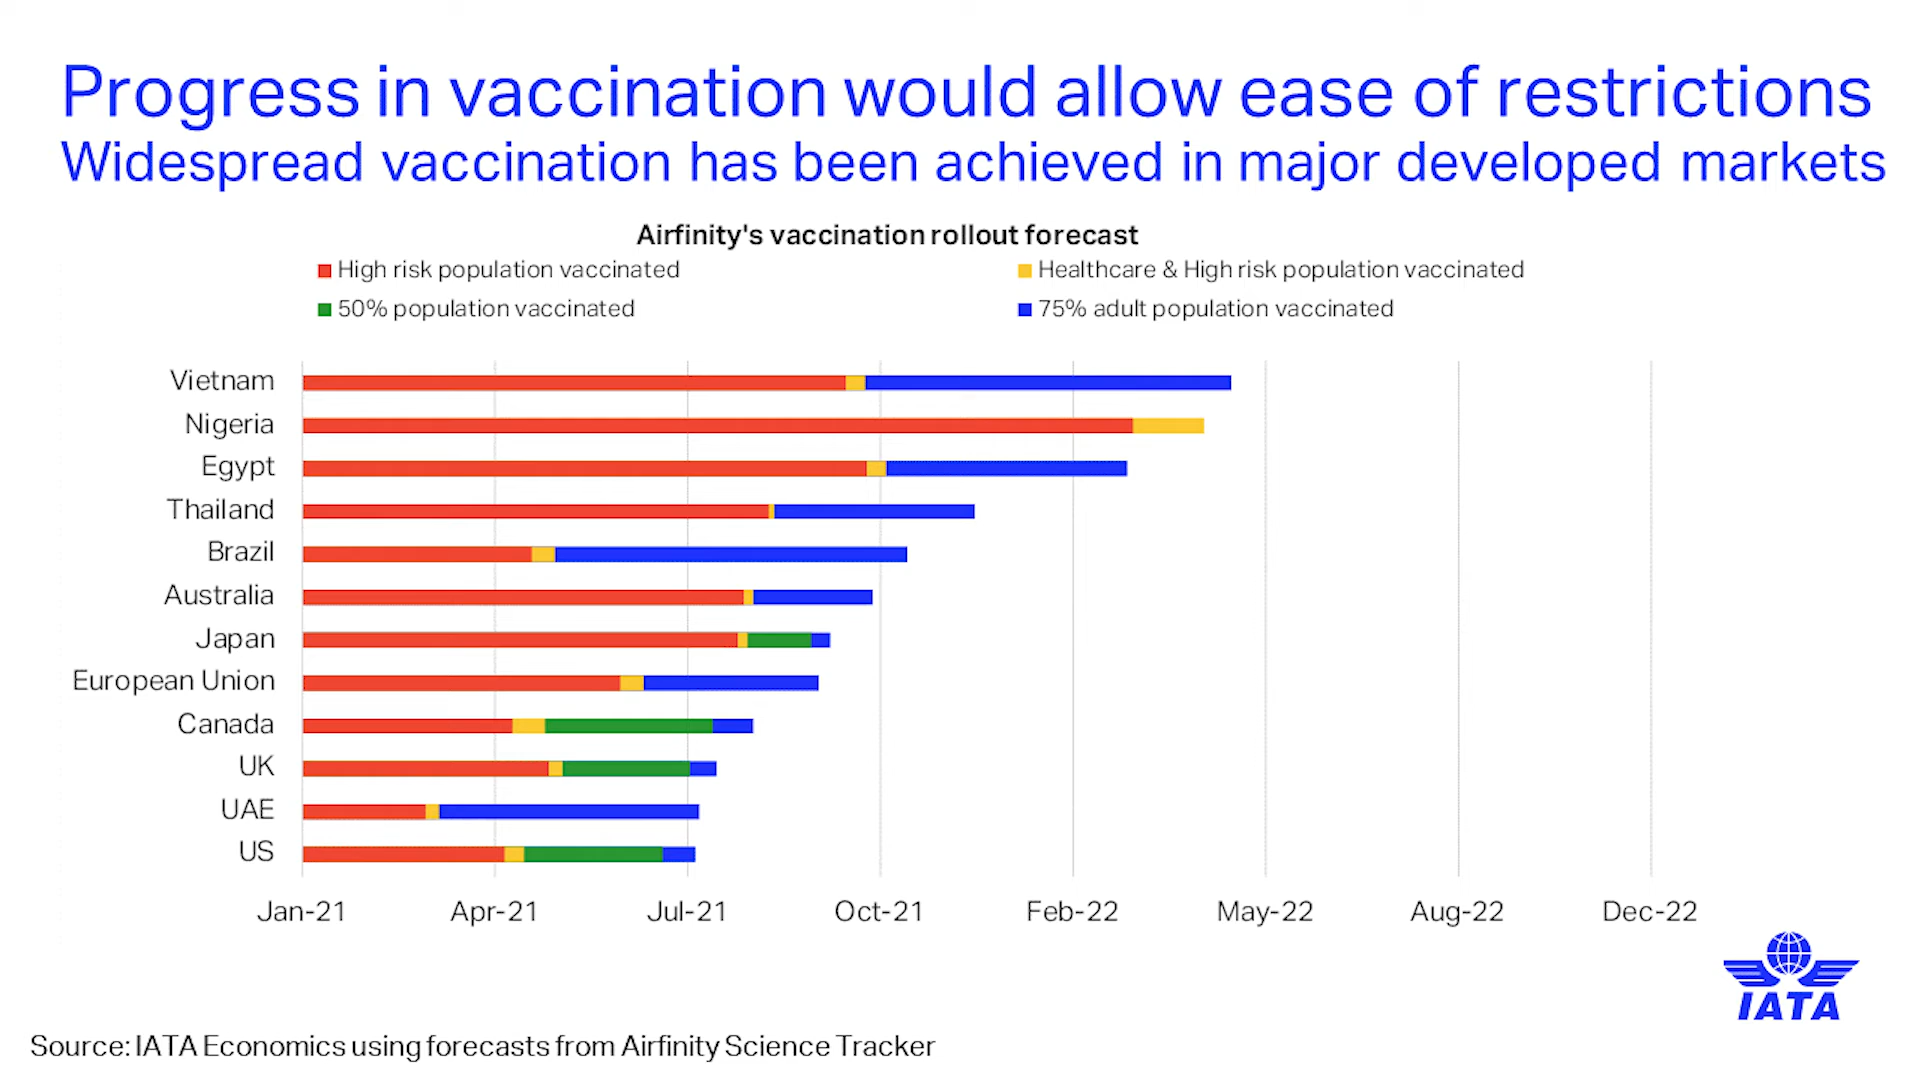 Progress in vaccination would allow ease of restrictions
Widespread vaccination has been achieved in major developed markets
Airfinity's vaccination rollout forecast
High risk population vaccinated
Healthcare & High risk population vaccinated
50% population vaccinated
75% adult population vaccinated
Vietnam
Nigeria
Egypt
Thailand
Brazil
Australia
Japan
European Union
Canada
UK
UAE
US
Jan-21 Apr-21 Jul-21 Oct-21 Feb-22 May-22 Aug-22 Dec-22
IATA
Source: IATA Economics using forecasts from Airfinity Science Tracker